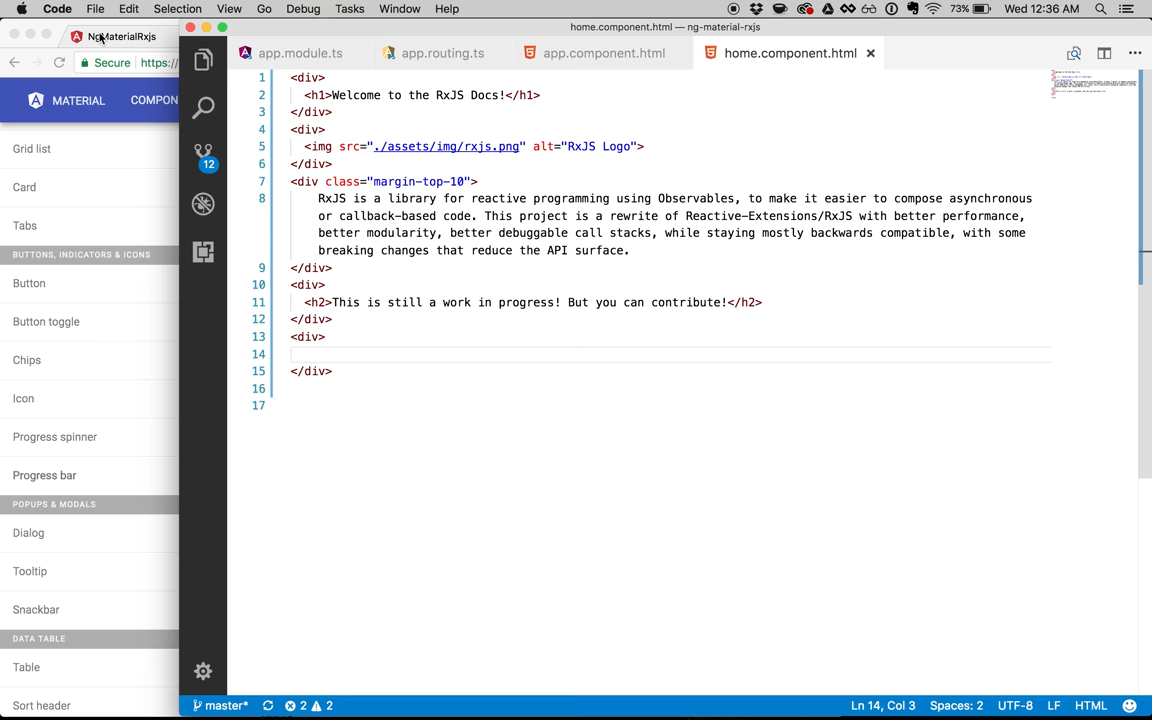 Code File Edit Selection View Go Debug Tasks Window Help 73% Wed 12:36 AM
home.component.html — ng-material-rxjs
NgMaterialRxjs
Secure https:/
MATERIAL COMPON
Grid list
Card
Tabs
BUTTONS, INDICATORS & ICONS
Button
Button toggle
Chips
Icon
Progress spinner
Progress bar
POPUPS & MODALS
Dialog
Tooltip
Snackbar
DATA TABLE
Table
Sort header
12
app.module.ts app.routing.ts app.component.html home.component.html
1 <div>
2 <h1>Welcome to the RxJS Docs!</h1>
3 </div>
4 <div>
5 <img src="./assets/img/rxjs.png" alt="RxJS Logo">
6 </div>
7 <div class="margin-top-10">
8 RxJS is a library for reactive programming using Observables, to make it easier to compose asynchronous
or callback-based code. This project is a rewrite of Reactive-Extensions/RxJS with better performance,
better modularity, better debuggable call stacks, while staying mostly backwards compatible, with some
breaking changes that reduce the API surface.
9 </div>
10 <div>
11 <h2>This is still a work in progress! But you can contribute!</h2>
12 </div>
13 <div>
14
15 </div>
16
17
master* 2 2 Ln 14, Col 3 Spaces: 2 UTF-8 LF HTML